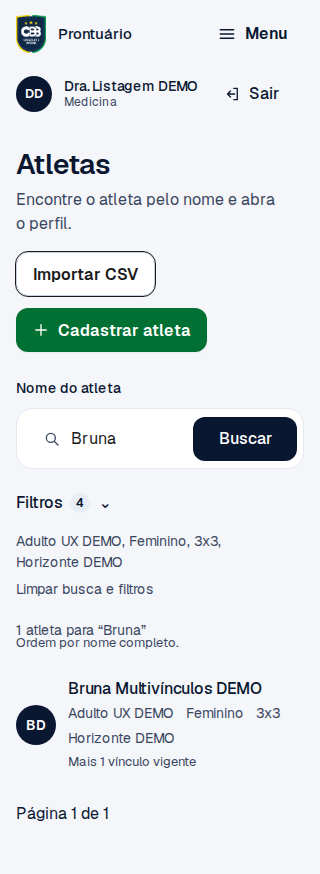 CBB
Prontuário
Menu
DD
Dra. Listagem DEMO
Medicina
Sair
Atletas
Encontre o atleta pelo nome e abra
o perfil.
Importar CSV
Cadastrar atleta
Nome do atleta
Bruna
Buscar
Filtros 4
Adulto UX DEMO, Feminino, 3x3,
Horizonte DEMO
Limpar busca e filtros
1 atleta para “Bruna”
Ordem por nome completo.
BD
Bruna Multivínculos DEMO
Adulto UX DEMO Feminino 3x3
Horizonte DEMO
Mais 1 vínculo vigente
Página 1 de 1